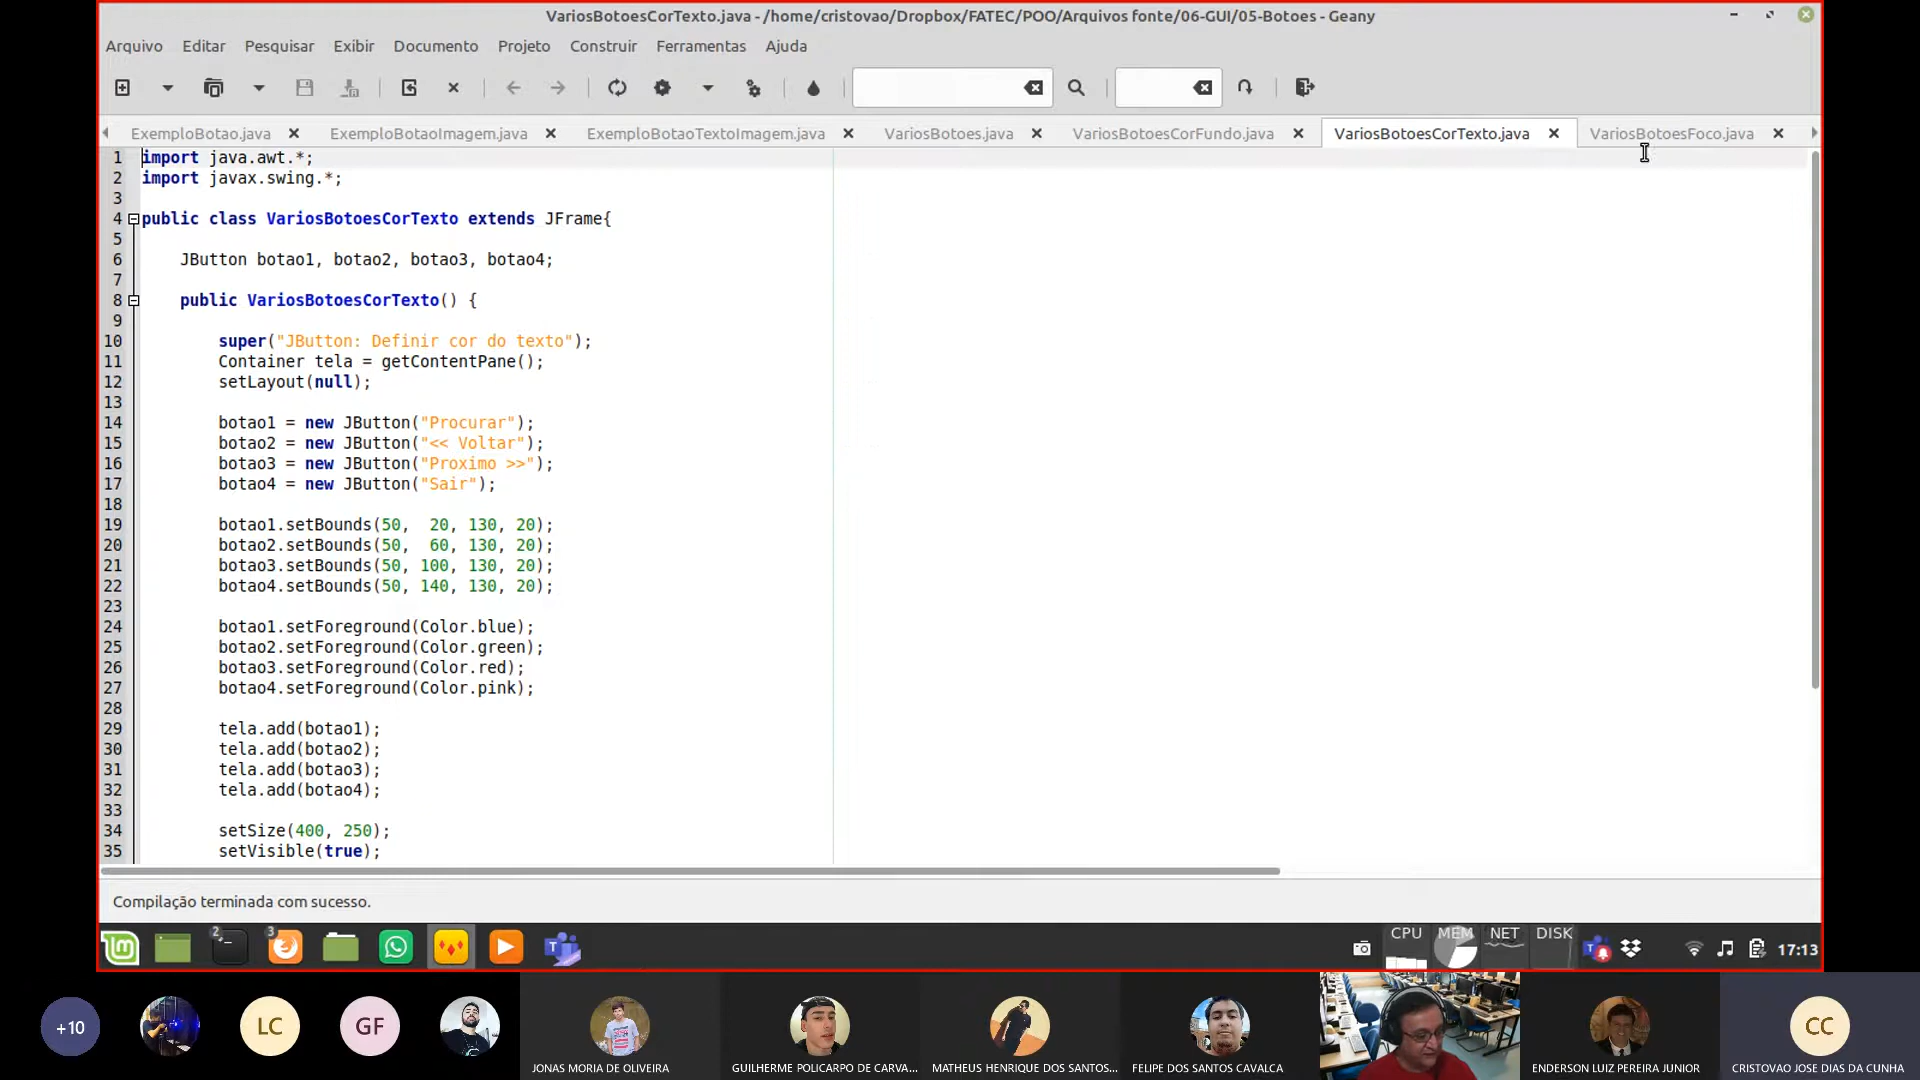 VariosBotoesCorTexto.java - /home/cristovao/Dropbox/FATEC/POO/Arquivos fonte/06-GUI/05-Botoes - Geany
Arquivo Editar Pesquisar Exibir Documento Projeto Construir Ferramentas Ajuda
ExemploBotao.java ExemploBotaoImagem.java ExemploBotaoTextoImagem.java VariosBotoes.java VariosBotoesCorFundo.java VariosBotoesCorTexto.java VariosBotoesFoco.java
1 import java.awt.*;
2 import javax.swing.*;
3
4 public class VariosBotoesCorTexto extends JFrame{
5
6 JButton botao1, botao2, botao3, botao4;
7
8 public VariosBotoesCorTexto() {
9
10 super("JButton: Definir cor do texto");
11 Container tela = getContentPane();
12 setLayout(null);
13
14 botao1 = new JButton("Procurar");
15 botao2 = new JButton("<< Voltar");
16 botao3 = new JButton("Proximo >>");
17 botao4 = new JButton("Sair");
18
19 botao1.setBounds(50,  20, 130, 20);
20 botao2.setBounds(50,  60, 130, 20);
21 botao3.setBounds(50, 100, 130, 20);
22 botao4.setBounds(50, 140, 130, 20);
23
24 botao1.setForeground(Color.blue);
25 botao2.setForeground(Color.green);
26 botao3.setForeground(Color.red);
27 botao4.setForeground(Color.pink);
28
29 tela.add(botao1);
30 tela.add(botao2);
31 tela.add(botao3);
32 tela.add(botao4);
33
34 setSize(400, 250);
35 setVisible(true);
Compilação terminada com sucesso.
2 3 CPU MEM NET DISK 17:13
+10 LC GF CC
JONAS MORIA DE OLIVEIRA GUILHERME POLICARPO DE CARVA... MATHEUS HENRIQUE DOS SANTOS... FELIPE DOS SANTOS CAVALCA ENDERSON LUIZ PEREIRA JUNIOR CRISTOVAO JOSE DIAS DA CUNHA